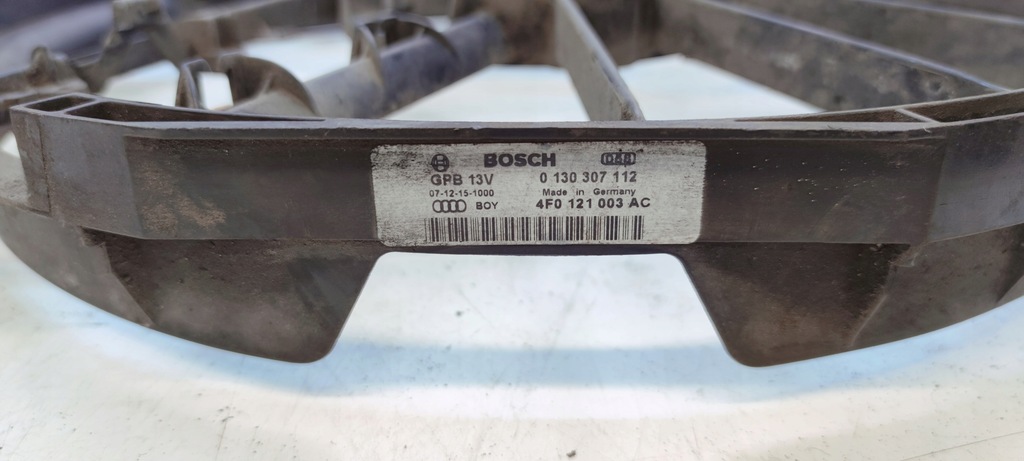 BOSCH
GPB 13V 0 130 307 112
07-12-15-1000 Made in Germany
BOY 4F0 121 003 AC